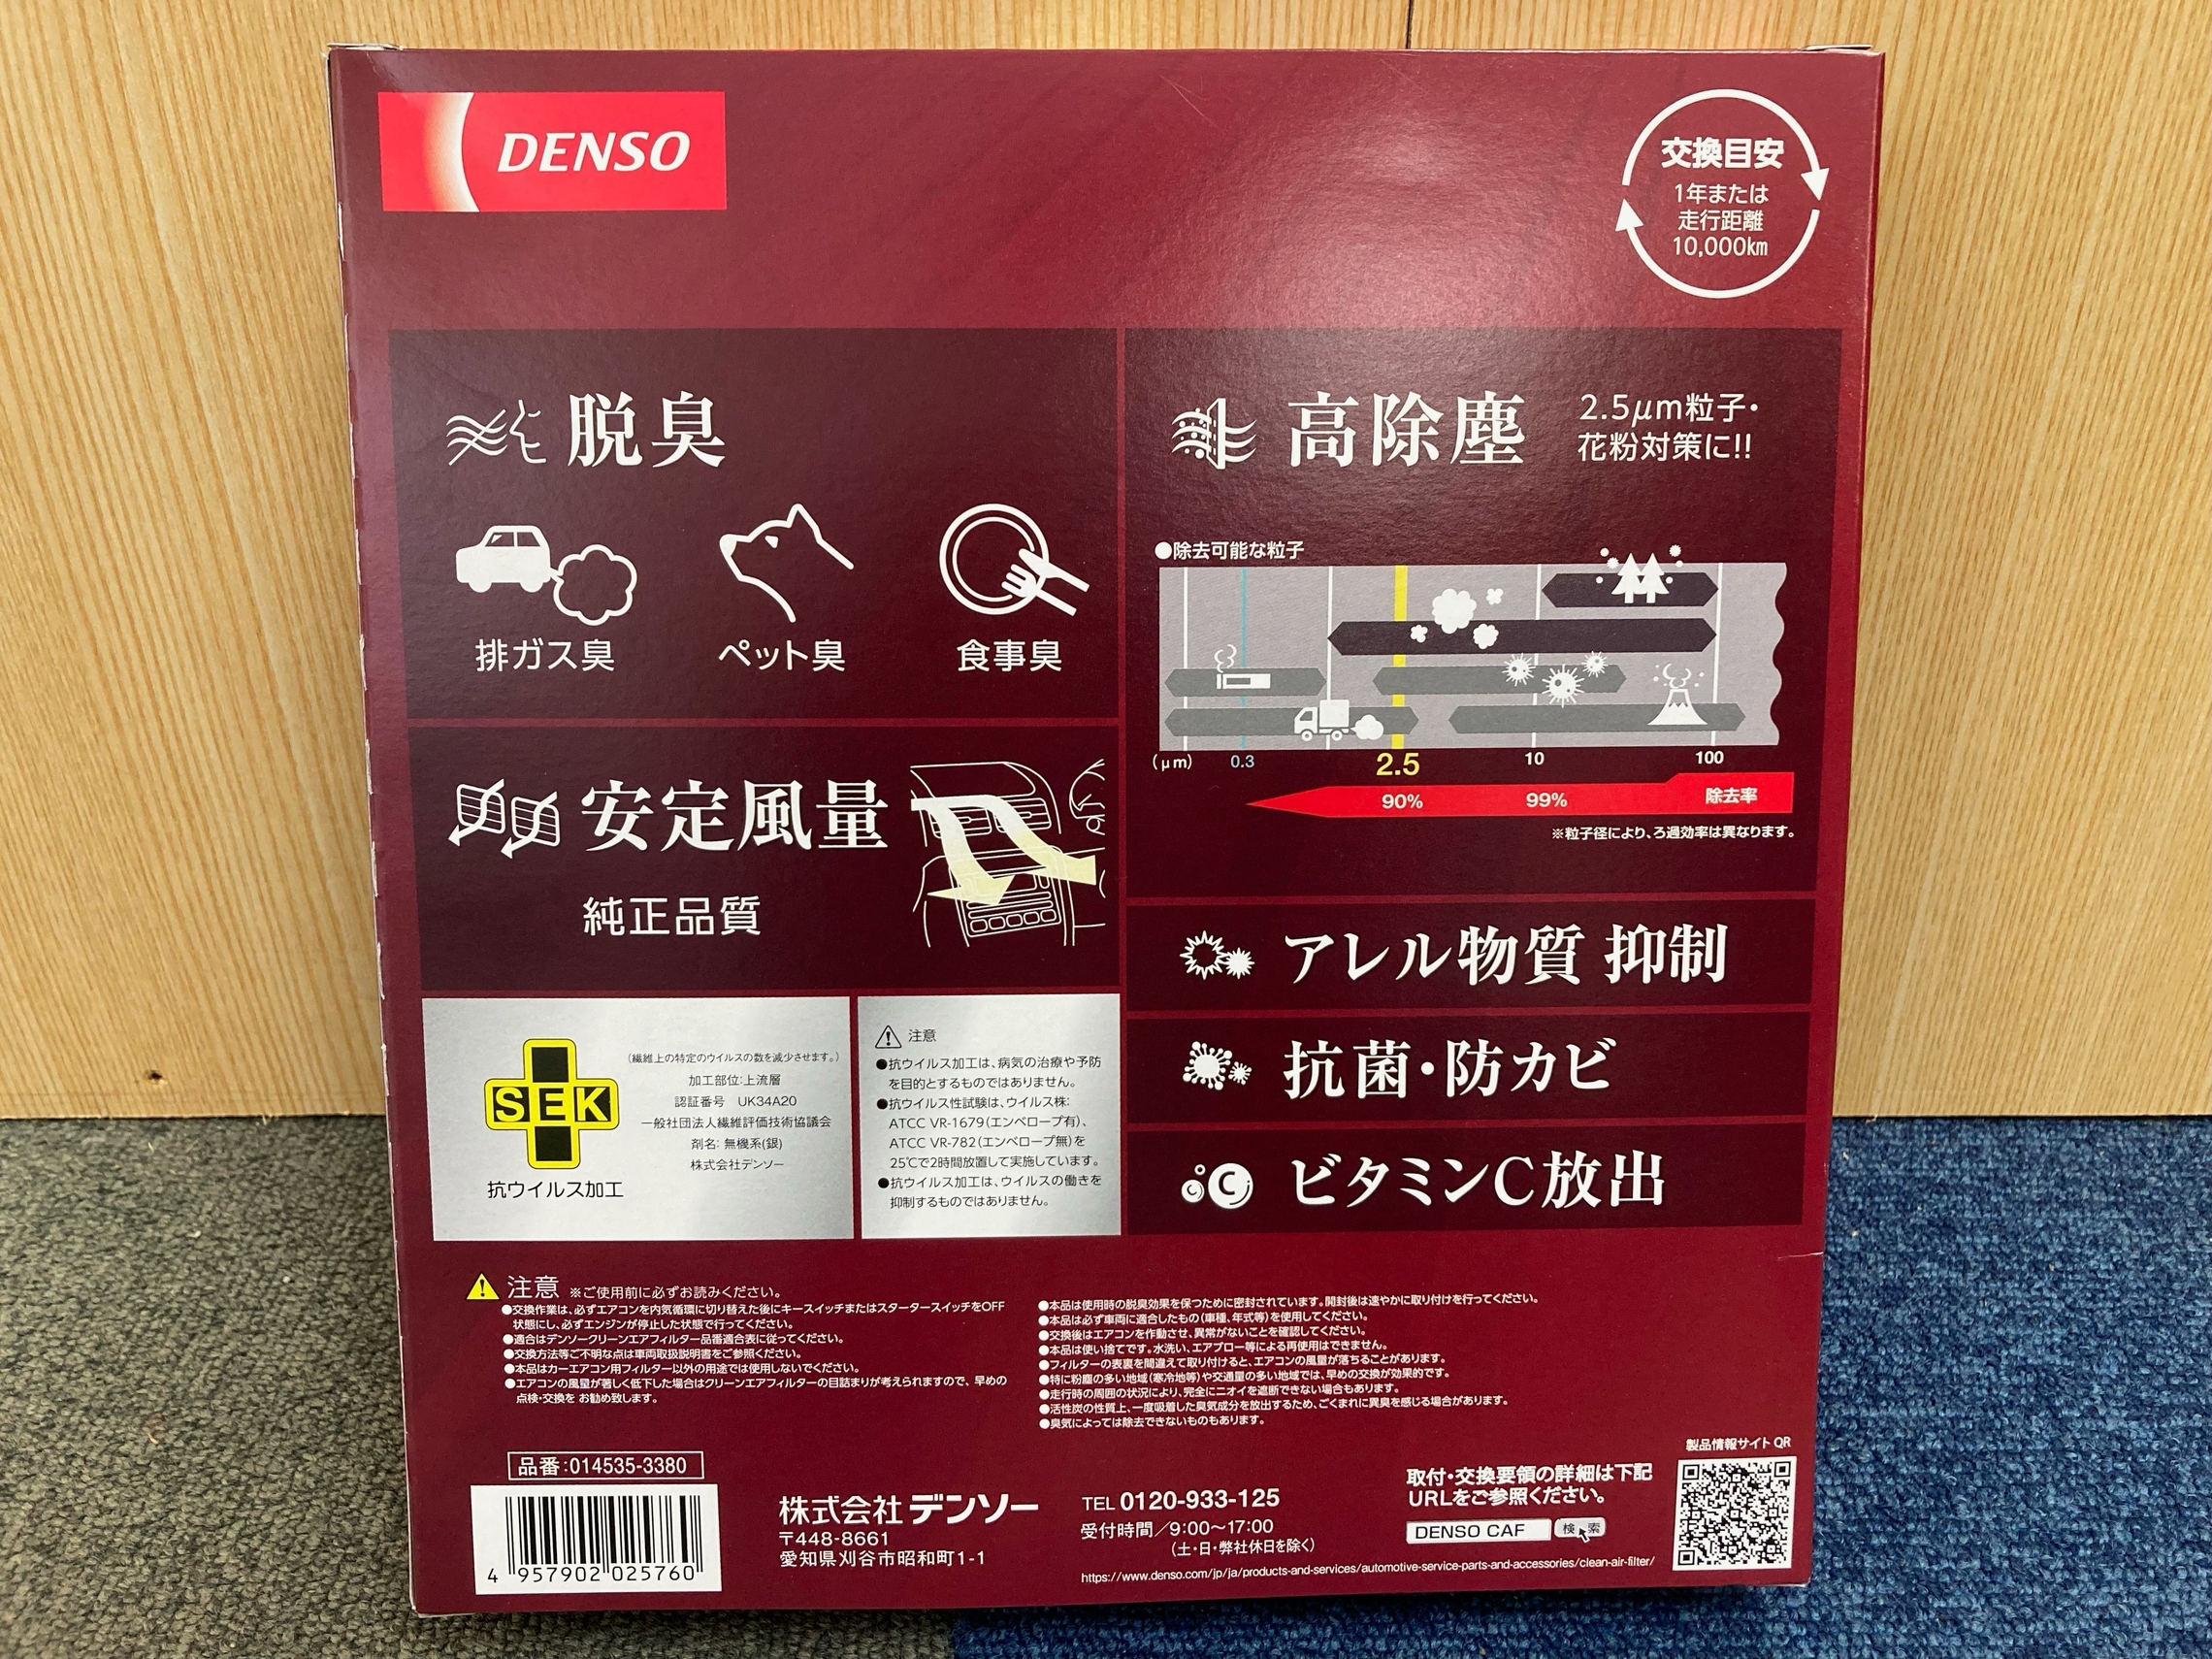 DENSO
交換目安
1年または
走行距離
10,000km
脱臭
排ガス臭
ペット臭
食事臭
高除塵
2.5μm粒子・
花粉対策に!!
●除去可能な粒子
(μm) 0.3 2.5 10 100
90% 99% 除去率
※粒子径により、ろ過効率は異なります。
安定風量
純正品質
アレル物質 抑制
抗菌・防カビ
ビタミンC放出
C C
SEK
抗ウイルス加工
(繊維上の特定のウイルスの数を減少させます。)
加工部位:上流層
認証番号 UK34A20
一般社団法人繊維評価技術協議会
剤名: 無機系(銀)
株式会社デンソー
注意
●抗ウイルス加工は、病気の治療や予防
を目的とするものではありません。
●抗ウイルス性試験は、ウイルス株:
ATCC VR-1679(エンベロープ有)、
ATCC VR-782(エンベロープ無)を
25℃で2時間放置して実施しています。
●抗ウイルス加工は、ウイルスの働きを
抑制するものではありません。
注意 ※ご使用前に必ずお読みください。
●交換作業は、必ずエアコンを内気循環に切り替えた後にキースイッチまたはスタータースイッチをOFF
状態にし、必ずエンジンが停止した状態で行ってください。
●適合はデンソークリーンエアフィルター品番適合表に従ってください。
●交換方法等ご不明な点は車両取扱説明書をご参照ください。
●本品はカーエアコン用フィルター以外の用途では使用しないでください。
●エアコンの風量が著しく低下した場合はクリーンエアフィルターの目詰まりが考えられますので、早めの
点検・交換を お勧め致します。
●本品は使用時の脱臭効果を保つために密封されています。開封後は速やかに取り付けを行ってください。
●本品は必ず車両に適合したもの(車種、年式等)を使用してください。
●交換後はエアコンを作動させ、異常がないことを確認してください。
●本品は使い捨てです。水洗い、エアブロー等による再使用はできません。
●フィルターの表裏を間違えて取り付けると、エアコンの風量が落ちることがあります。
●特に粉塵の多い地域(寒冷地等)や交通量の多い地域では、早めの交換が効果的です。
●走行時の周囲の状況により、完全にニオイを遮断できない場合もあります。
●活性炭の性質上、一度吸着した臭気成分を放出するため、ごくまれに異臭を感じる場合があります。
●臭気によっては除去できないものもあります。
品番:014535-3380
4 957902 025760
株式会社 デンソー
〒448-8661
愛知県刈谷市昭和町1-1
TEL 0120-933-125
受付時間/9:00~17:00
(土・日・弊社休日を除く)
取付・交換要領の詳細は下記
URLをご参照ください。
DENSO CAF 検索
https://www.denso.com/jp/ja/products-and-services/automotive-service-parts-and-accessories/clean-air-filter/
製品情報サイト QR